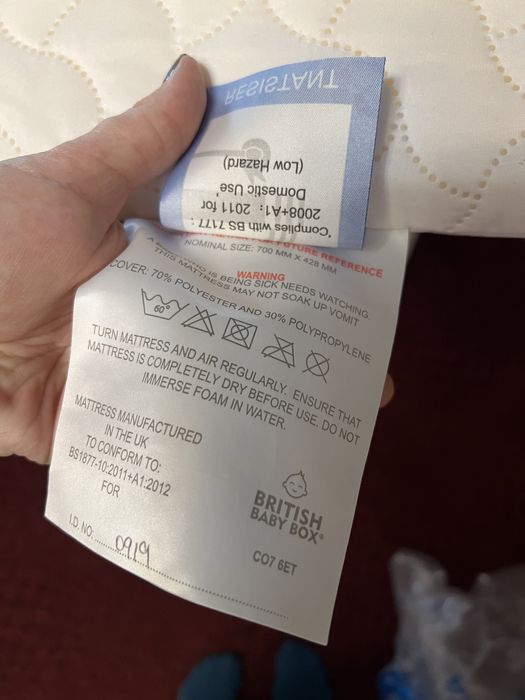 RESISTANT
'Complies with BS 7177:
2008+A1: 2011 for
Domestic Use'
(Low Hazard)
FUTURE REFERENCE
NOMINAL SIZE: 700 MM X 428 MM
WARNING
IS BEING SICK NEEDS WATCHING.
THIS MATTRESS MAY NOT SOAK UP VOMIT
COVER: 70% POLYESTER AND 30% POLYPROPYLENE
60°
TURN MATTRESS AND AIR REGULARLY. ENSURE THAT
MATTRESS IS COMPLETELY DRY BEFORE USE. DO NOT
IMMERSE FOAM IN WATER.
MATTRESS MANUFACTURED
IN THE UK
TO CONFORM TO:
BS1877-10:2011+A1:2012
FOR
BRITISH
BABY BOX®
CO7 6ET
I.D. NO: 0919